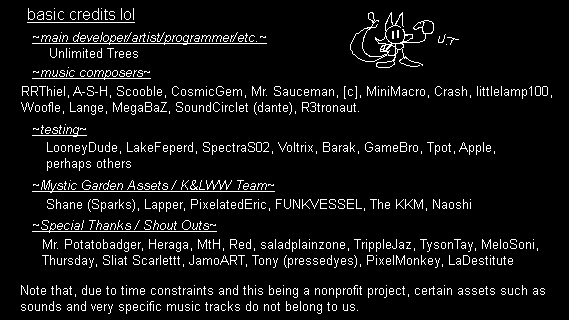 basic credits lol
~main developer/artist/programmer/etc.~
Unlimited Trees
U.T
~music composers~
RRThiel, A-S-H, Scooble, CosmicGem, Mr. Sauceman, [c], MiniMacro, Crash, littlelamp100,
Woofle, Lange, MegaBaZ, SoundCirclet (dante), R3tronaut.
~testing~
LooneyDude, LakeFeperd, SpectraS02, Voltrix, Barak, GameBro, Tpot, Apple,
perhaps others
~Mystic Garden Assets / K&LWW Team~
Shane (Sparks), Lapper, PixelatedEric, FUNKVESSEL, The KKM, Naoshi
~Special Thanks / Shout Outs~
Mr. Potatobadger, Heraga, MtH, Red, saladplainzone, TrippleJaz, TysonTay, MeloSoni,
Thursday, Sliat Scarlettt, JamoART, Tony (pressedyes), PixelMonkey, LaDestitute
Note that, due to time constraints and this being a nonprofit project, certain assets such as
sounds and very specific music tracks do not belong to us.